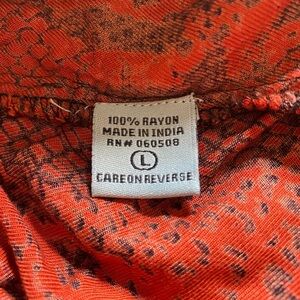 100% RAYON
MADE IN INDIA
RN# 060508
L
CARE ON REVERSE